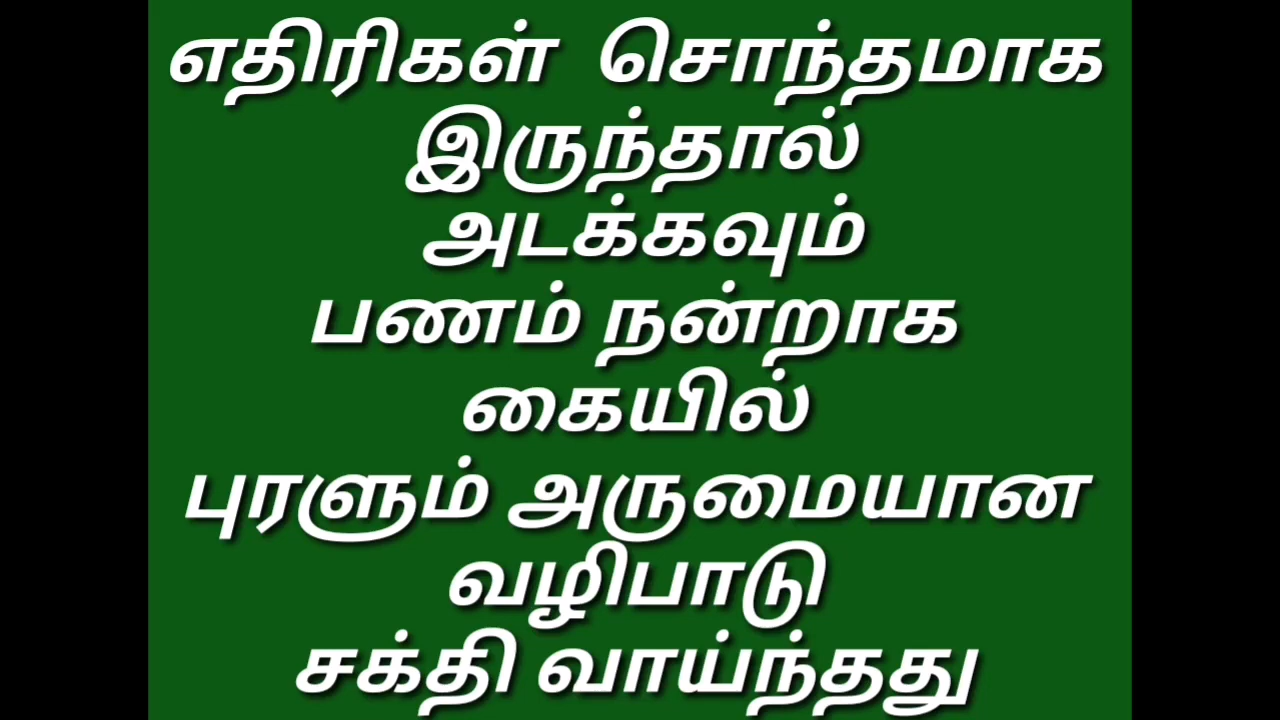 எதிரிகள் சொந்தமாக
இருந்தால்
அடக்கவும்
பணம் நன்றாக
கையில்
புரளும் அருமையான
வழிபாடு
சக்தி வாய்ந்தது